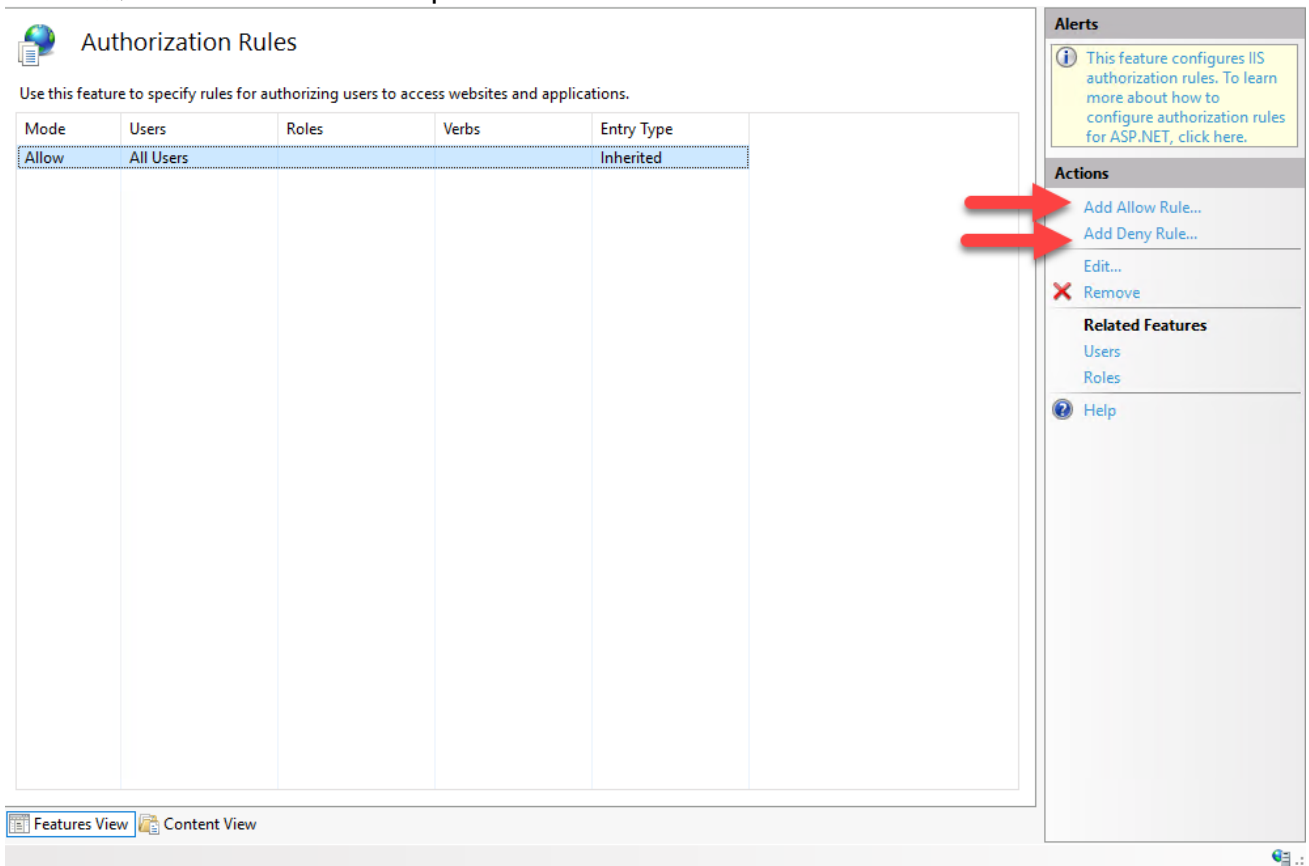 Authorization Rules
Use this feature to specify rules for authorizing users to access websites and applications.
Mode Users Roles Verbs Entry Type
Allow All Users Inherited
Features View Content View
Alerts
This feature configures IIS
authorization rules. To learn
more about how to
configure authorization rules
for ASP.NET, click here.
Actions
Add Allow Rule...
Add Deny Rule...
Edit...
Remove
Related Features
Users
Roles
Help